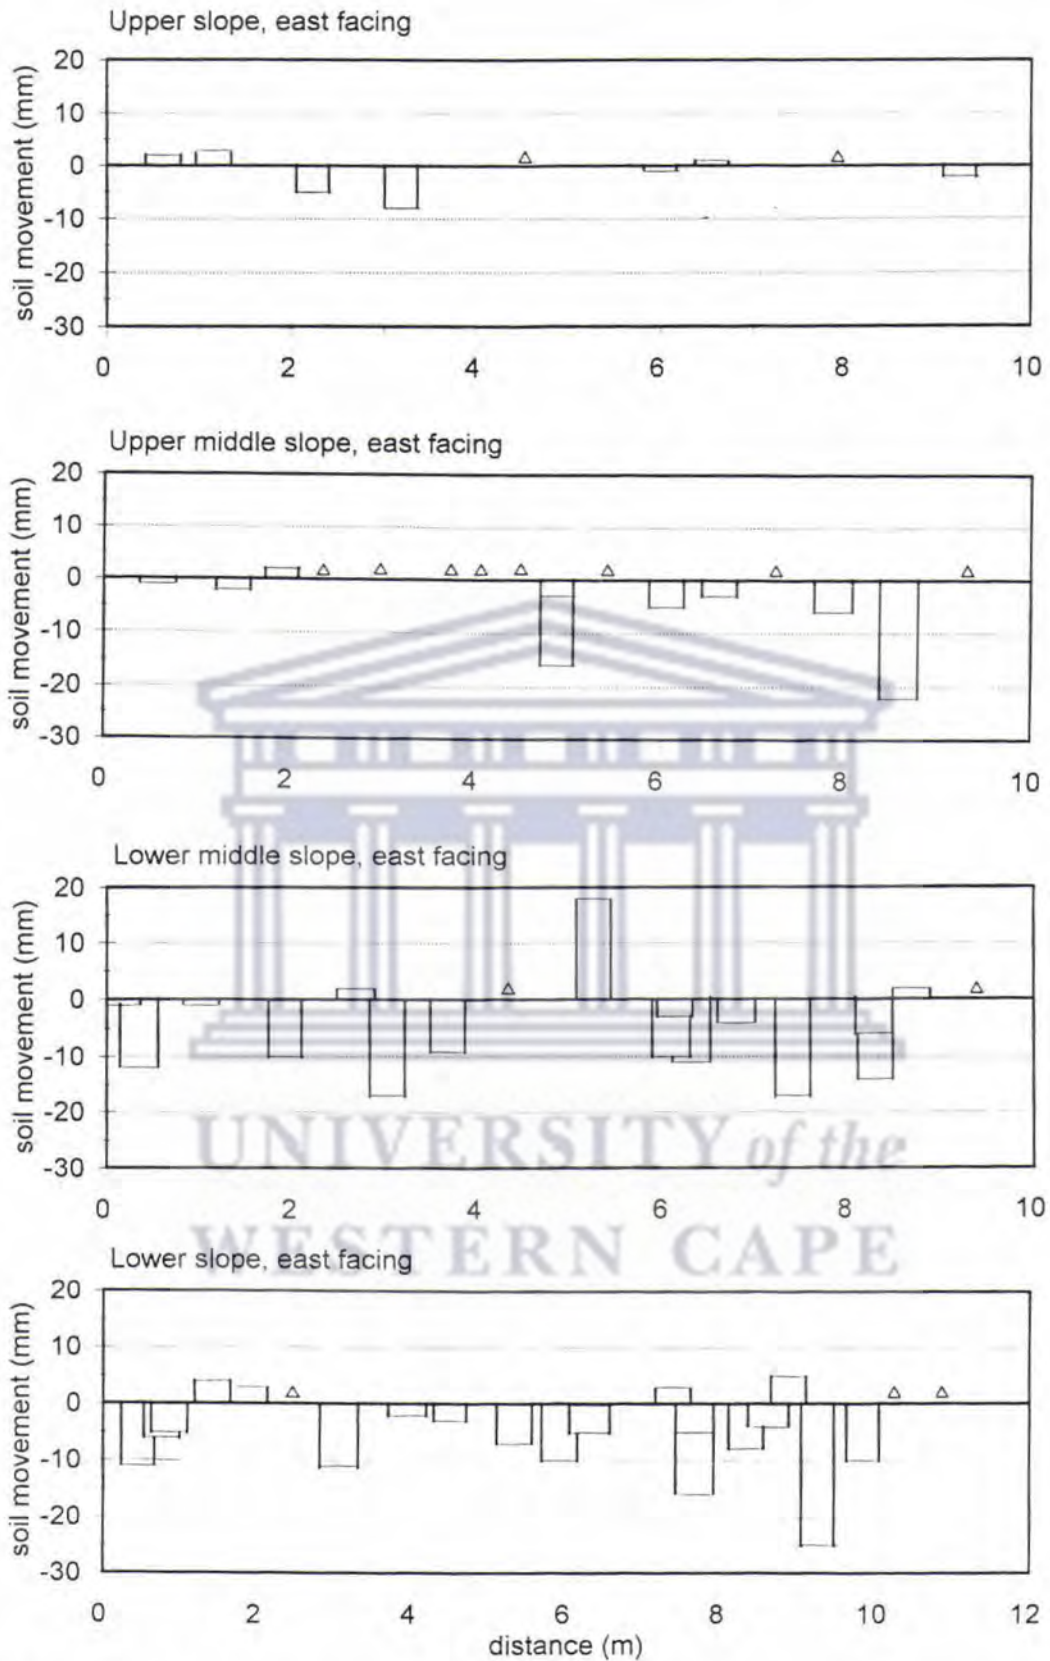 Upper slope, east facing
soil movement (mm)
20
10
0
-10
-20
-30
0 2 4 6 8 10
Upper middle slope, east facing
soil movement (mm)
20
10
0
-10
-20
-30
0 2 4 6 8 10
Lower middle slope, east facing
soil movement (mm)
20
10
0
-10
-20
-30
0 2 4 6 8 10
UNIVERSITY of the
WESTERN CAPE
Lower slope, east facing
soil movement (mm)
20
10
0
-10
-20
-30
0 2 4 6 8 10 12
distance (m)